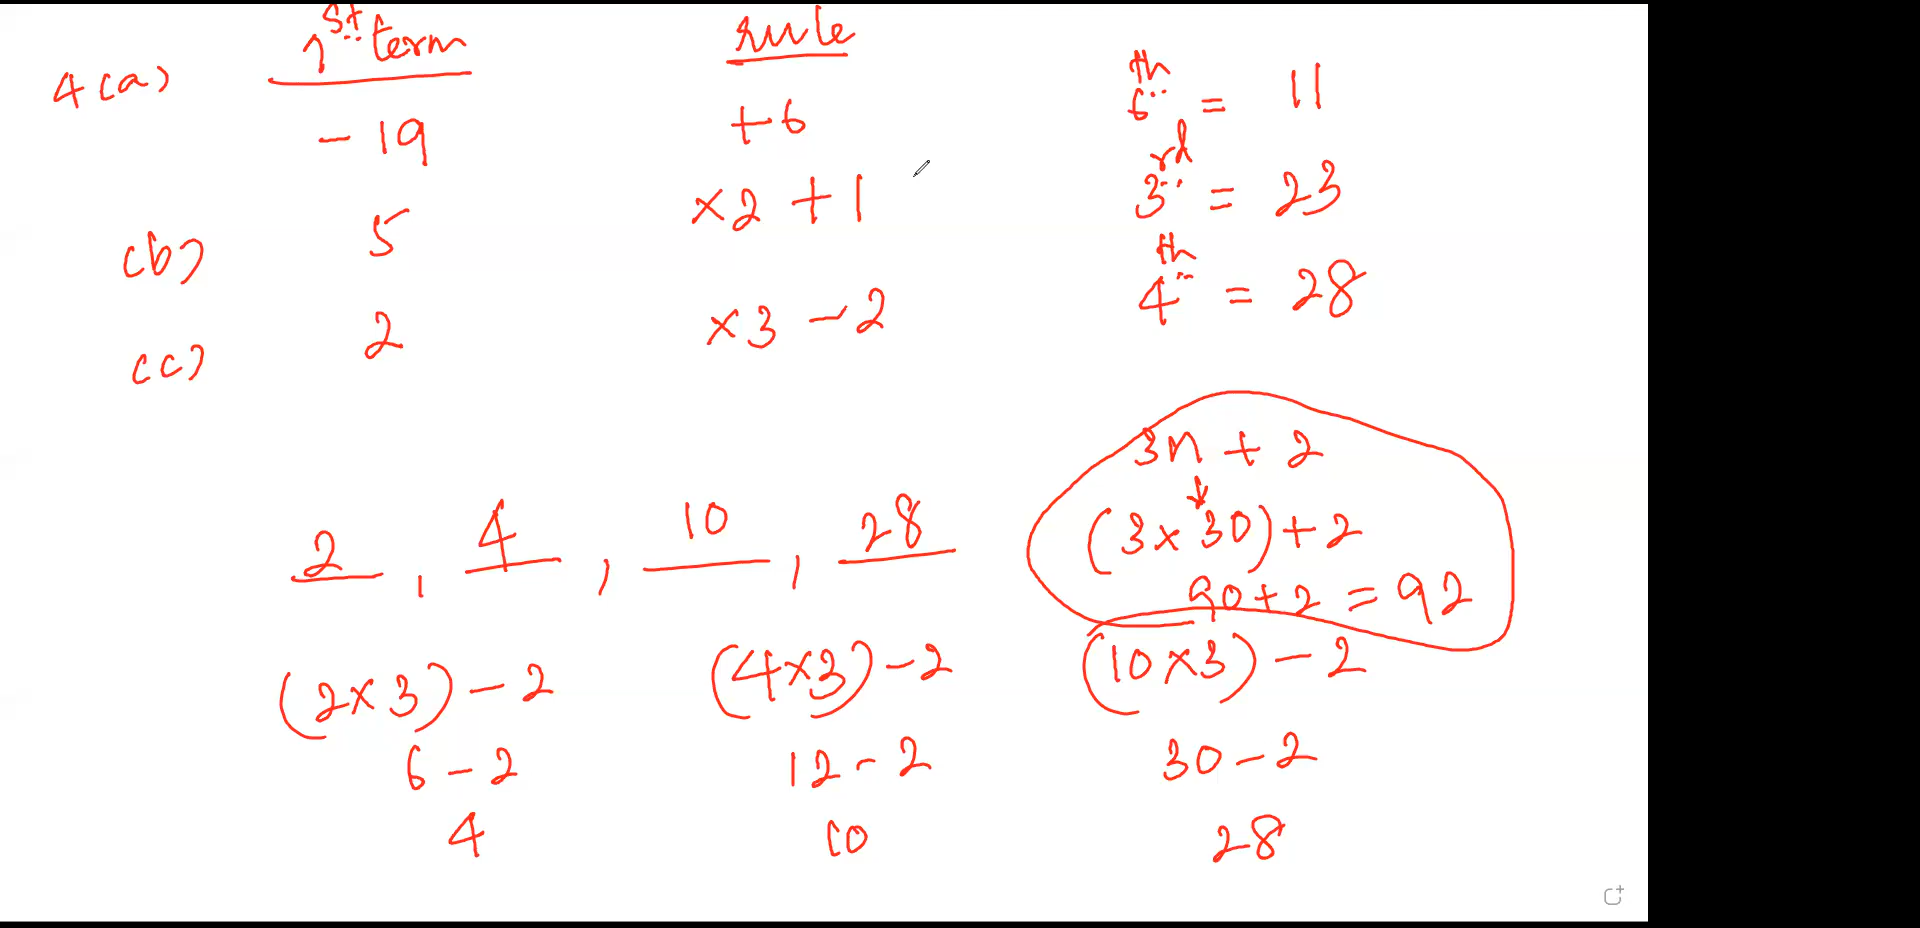 1st term rule
4(a) -19 +6 6th = 11
(b) 5 ×2 +1 3rd = 23
(c) 2 ×3 -2 4th = 28
3n + 2
(3×30)+2
90+2 = 92
2, 4, 10, 28
(2×3)-2 (4×3)-2 (10×3)-2
6-2 12-2 30-2
4 10 28